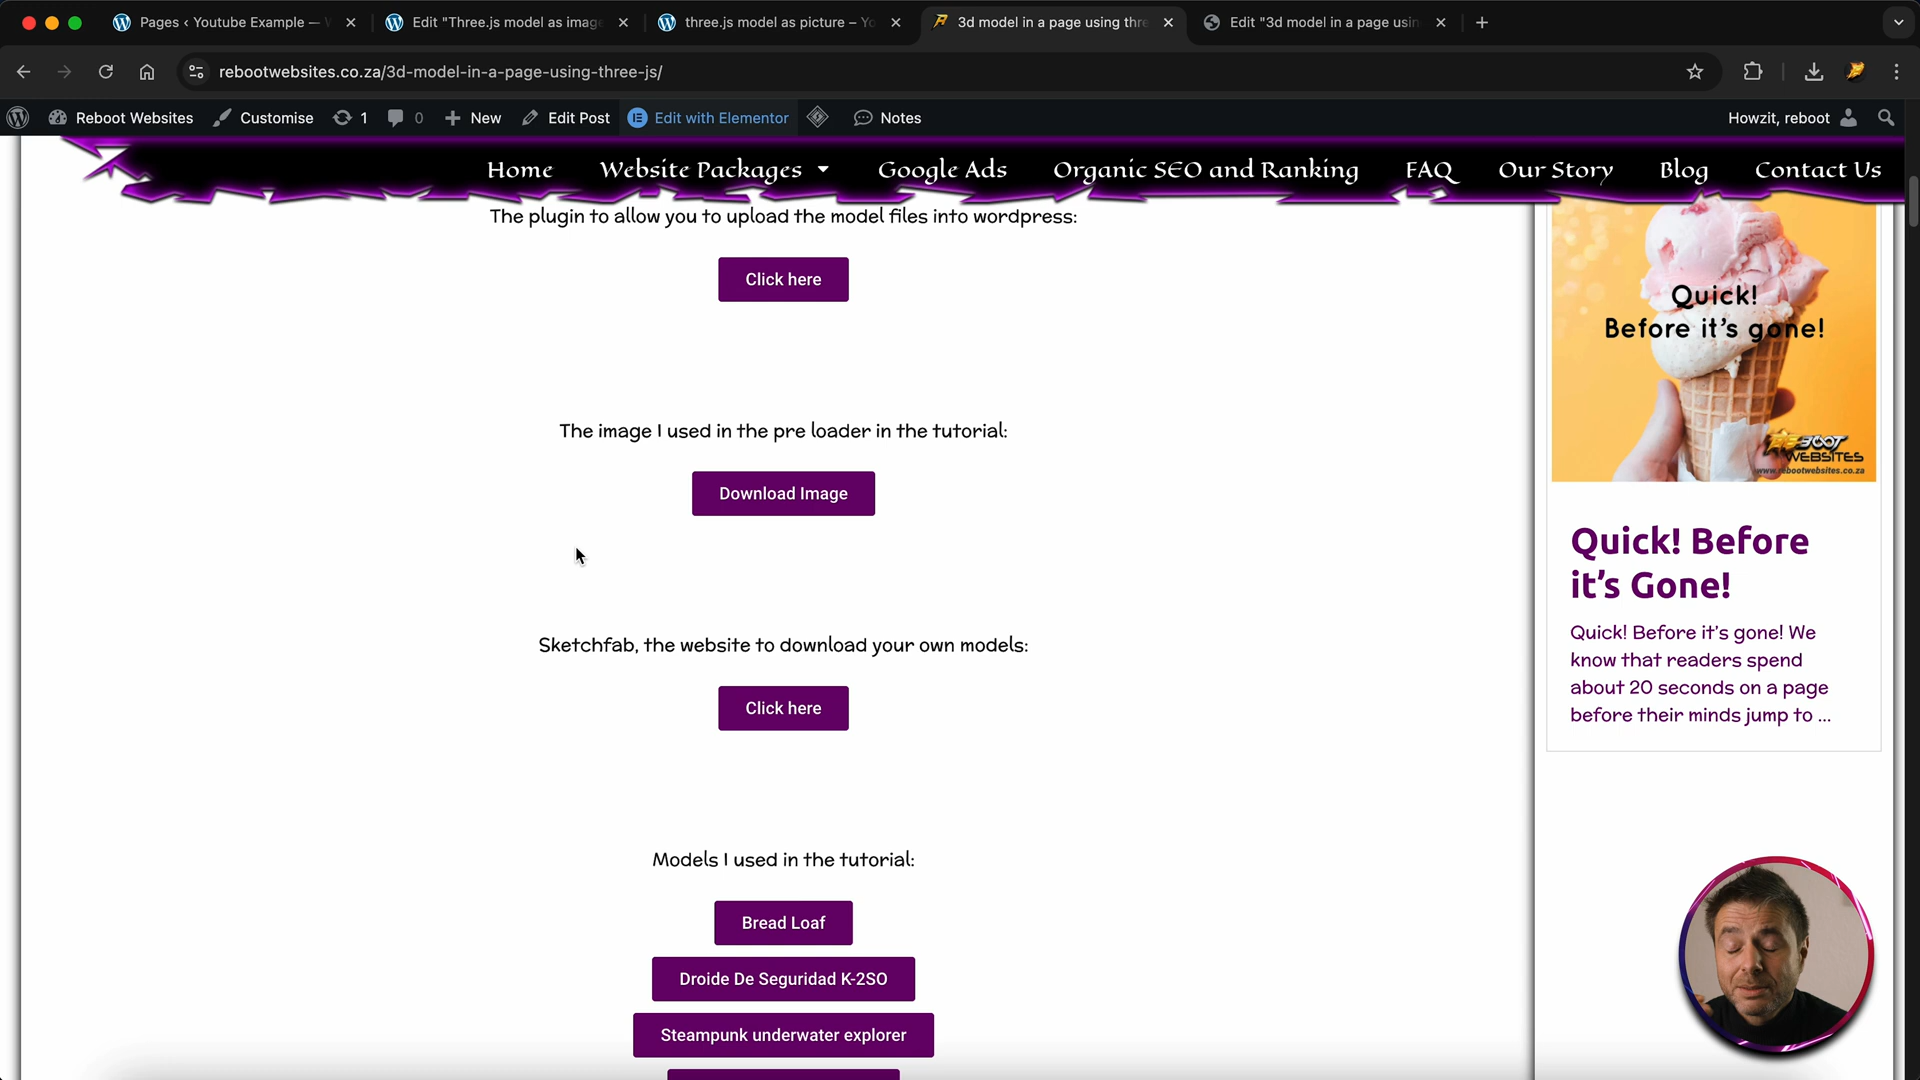 Pages ‹ Youtube Example — W
Edit "Three.js model as image
three.js model as picture – Yo
3d model in a page using thre
Edit "3d model in a page usin
rebootwebsites.co.za/3d-model-in-a-page-using-three-js/
Reboot Websites
Customise
1
0
New
Edit Post
Edit with Elementor
Notes
Howzit, reboot
Home
Website Packages
Google Ads
Organic SEO and Ranking
FAQ
Our Story
Blog
Contact Us
The plugin to allow you to upload the model files into wordpress:
Click here
The image I used in the pre loader in the tutorial:
Download Image
Sketchfab, the website to download your own models:
Click here
Models I used in the tutorial:
Bread Loaf
Droide De Seguridad K-2SO
Steampunk underwater explorer
Quick!
Before it's gone!
REBOOT
WEBSITES
www.rebootwebsites.co.za
Quick! Before
it's Gone!
Quick! Before it's gone! We
know that readers spend
about 20 seconds on a page
before their minds jump to ...